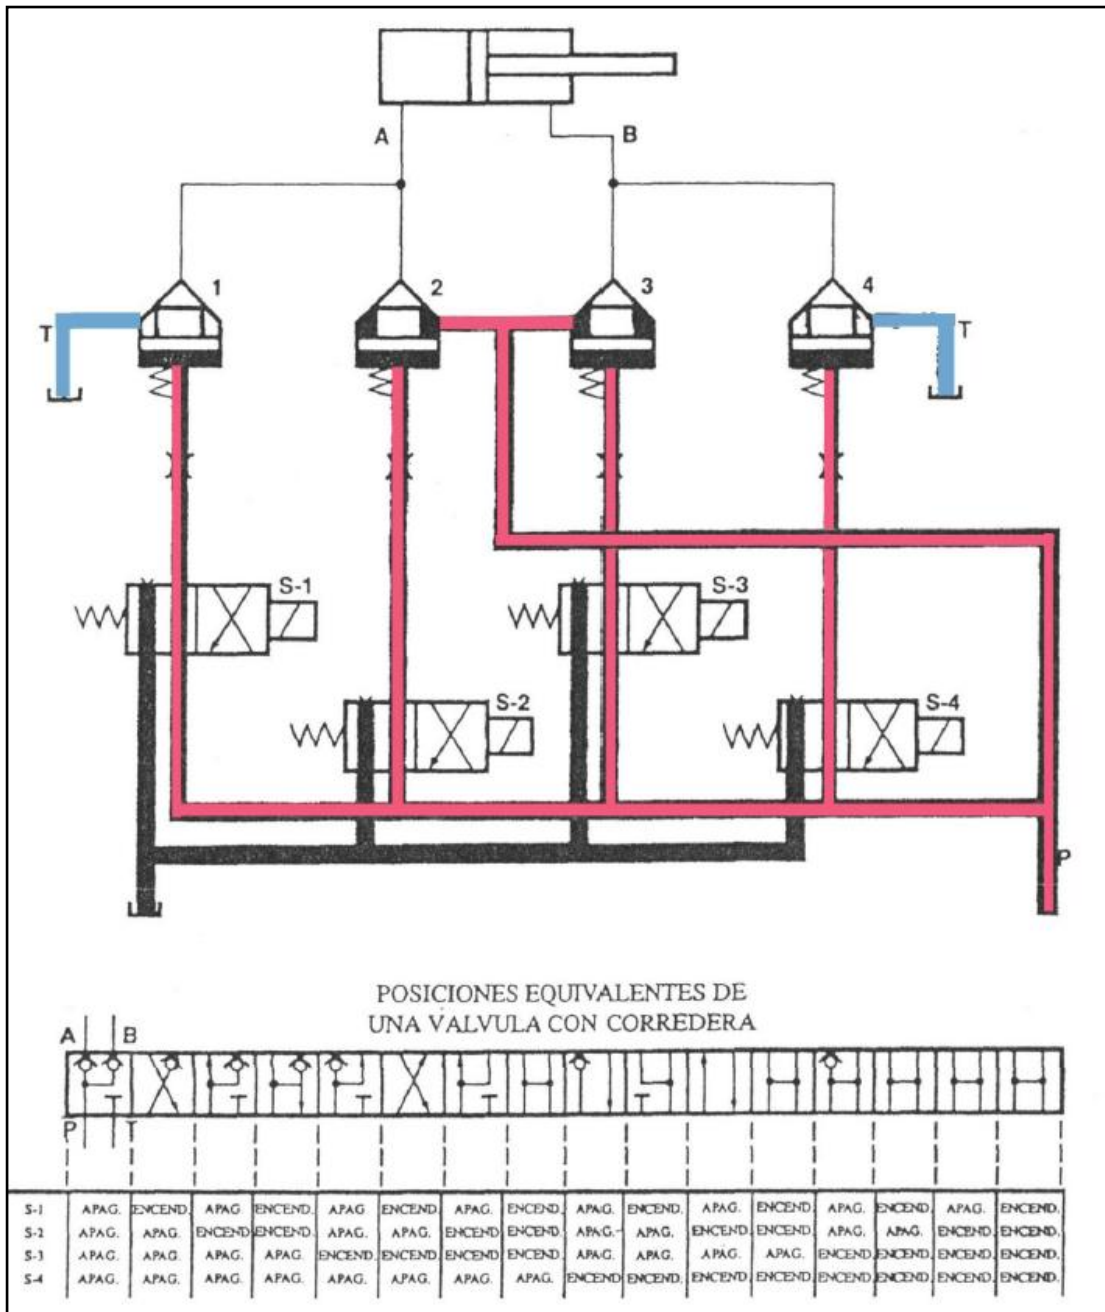 A B
1 2 3 4
T T
S-1 S-3
S-2 S-4
P
POSICIONES EQUIVALENTES DE
UNA VALVULA CON CORREDERA
A B
T T T T T
P T
S-1 APAG. ENCEND. APAG ENCEND. APAG ENCEND. APAG ENCEND. APAG. ENCEND. APAG. ENCEND. APAG. ENCEND. APAG. ENCEND.
S-2 APAG. APAG. ENCEND ENCEND. APAG. APAG. ENCEND ENCEND. APAG. APAG. ENCEND. ENCEND. APAG. APAG. ENCEND. ENCEND.
S-3 APAG. APAG. APAG. APAG. ENCEND. ENCEND. ENCEND ENCEND. APAG. APAG. APAG. APAG. ENCEND. ENCEND. ENCEND. ENCEND.
S-4 APAG. APAG. APAG. APAG. APAG. APAG. APAG. APAG. ENCEND ENCEND. ENCEND ENCEND. ENCEND. ENCEND. ENCEND. ENCEND.